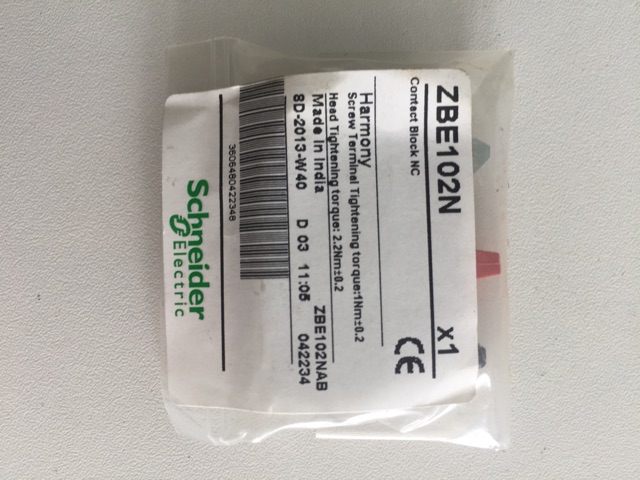 ZBE102N x1
Contact Block NC
CE
Harmony
Screw Terminal Tightening torque:1Nm±0.2
Head Tightening torque: 2.2Nm±0.2
Made in India ZBE102NAB
8D-2013-W40 D 03 11:05 042234
3606480422348
Schneider
Electric